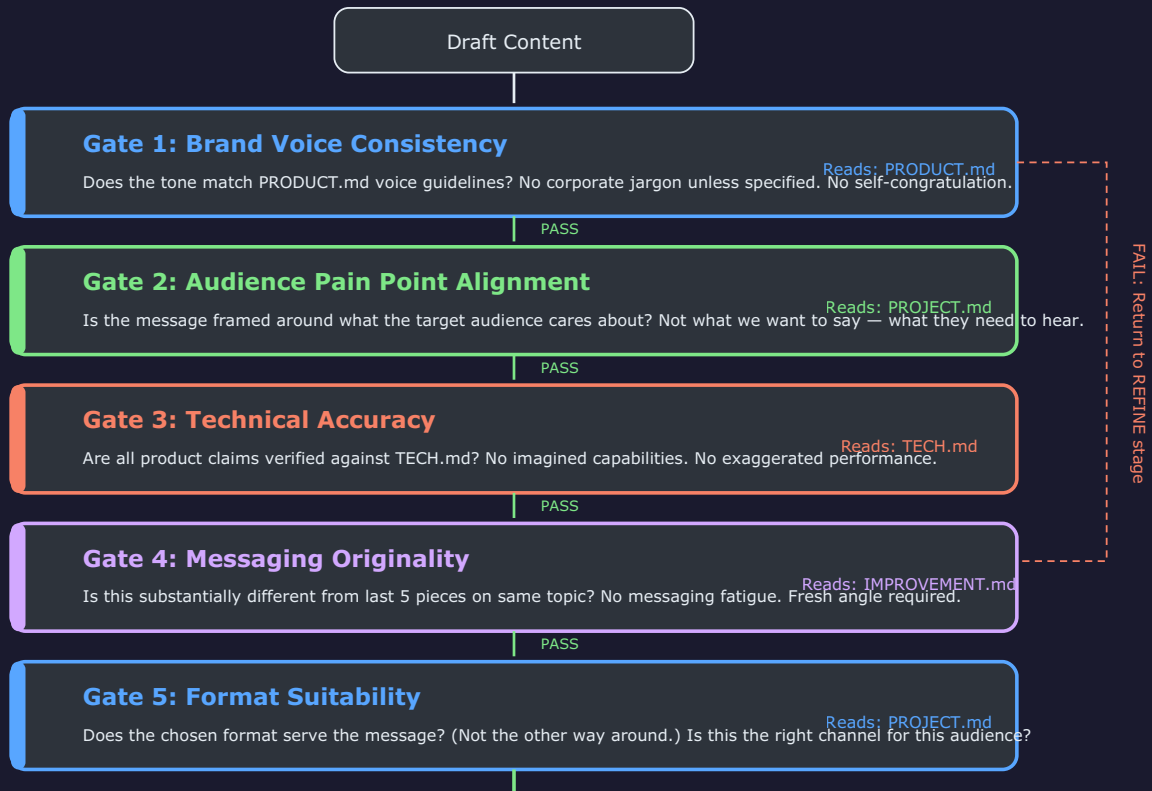 Draft Content
Gate 1: Brand Voice Consistency
Reads: PRODUCT.md
Does the tone match PRODUCT.md voice guidelines? No corporate jargon unless specified. No self-congratulation.
PASS
Gate 2: Audience Pain Point Alignment
Reads: PROJECT.md
Is the message framed around what the target audience cares about? Not what we want to say — what they need to hear.
PASS
Gate 3: Technical Accuracy
Reads: TECH.md
Are all product claims verified against TECH.md? No imagined capabilities. No exaggerated performance.
PASS
Gate 4: Messaging Originality
Reads: IMPROVEMENT.md
Is this substantially different from last 5 pieces on same topic? No messaging fatigue. Fresh angle required.
PASS
Gate 5: Format Suitability
Reads: PROJECT.md
Does the chosen format serve the message? (Not the other way around.) Is this the right channel for this audience?
FAIL: Return to REFINE stage